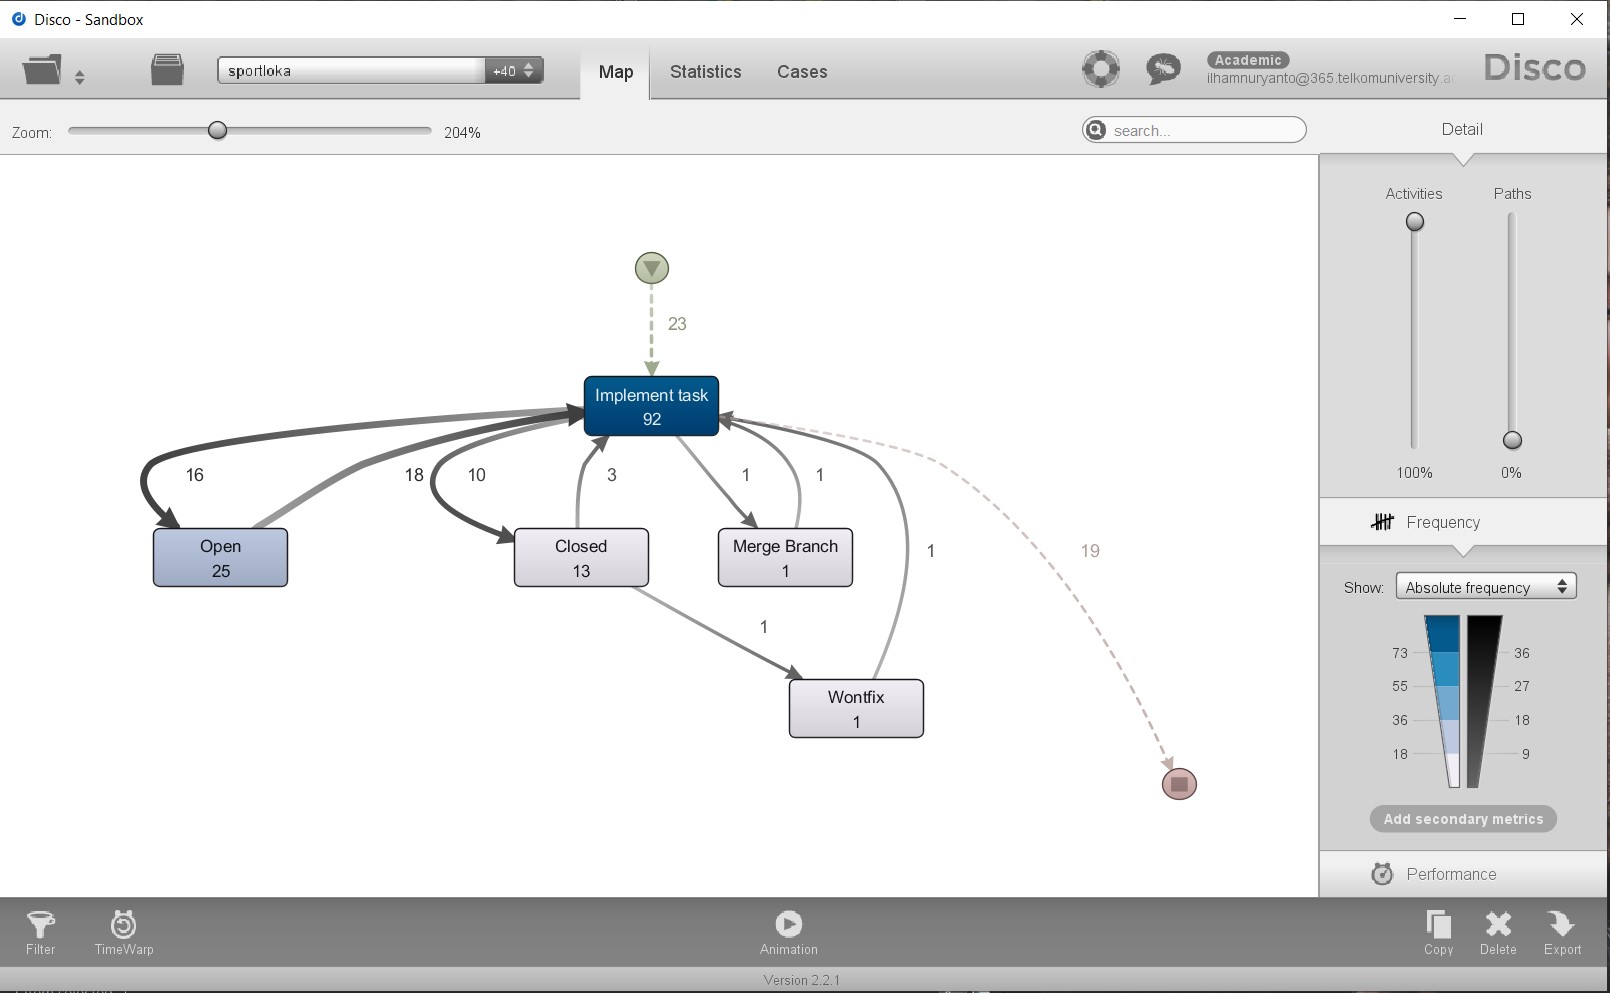 Disco - Sandbox
sportloka
+40
Map
Statistics
Cases
Academic
ilhamnuryanto@365.telkomuniversity.a
Disco
Zoom:
204%
search...
Detail
Activities
Paths
100%
0%
23
Implement task
92
16
18
10
3
1
1
1
19
Open
25
Closed
13
Merge Branch
1
1
Wontfix
1
Frequency
Show:
Absolute frequency
73
36
55
27
36
18
18
9
Add secondary metrics
Performance
Filter
TimeWarp
Animation
Copy
Delete
Export
Version 2.2.1